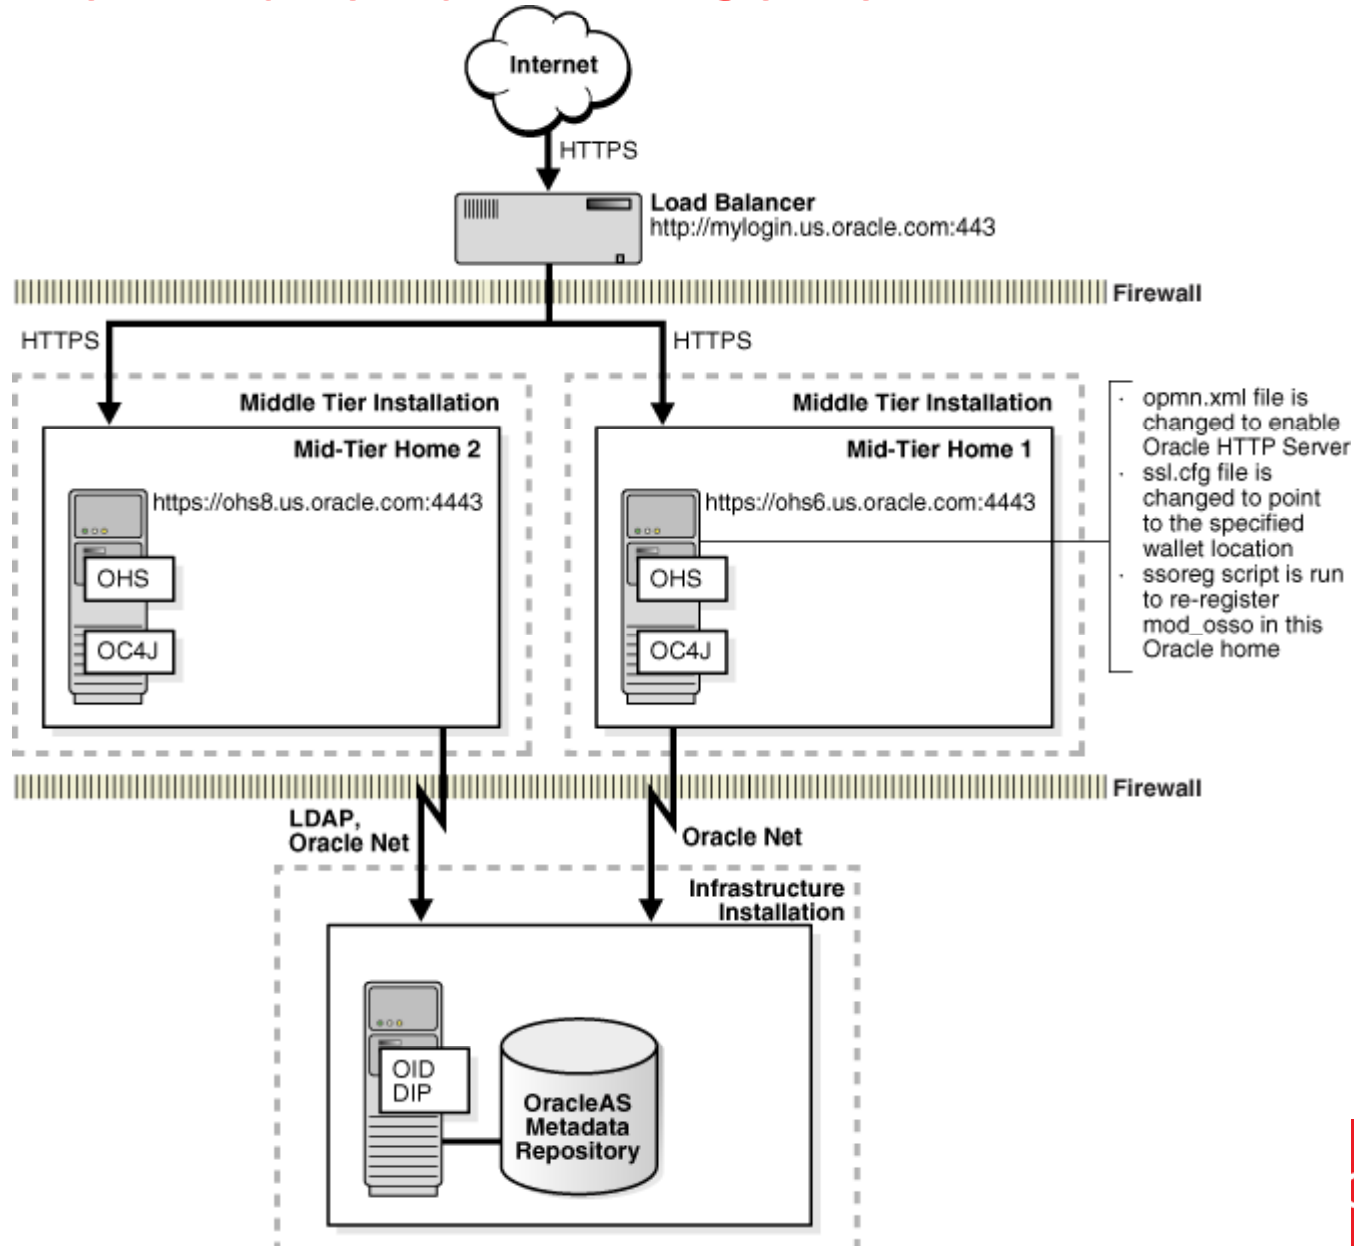 Internet
HTTPS
Load Balancer
http://mylogin.us.oracle.com:443
Firewall
HTTPS
HTTPS
Middle Tier Installation
Mid-Tier Home 2
https://ohs8.us.oracle.com:4443
OHS
OC4J
Middle Tier Installation
Mid-Tier Home 1
https://ohs6.us.oracle.com:4443
OHS
OC4J
· opmn.xml file is
changed to enable
Oracle HTTP Server
· ssl.cfg file is
changed to point
to the specified
wallet location
· ssoreg script is run
to re-register
mod_osso in this
Oracle home
Firewall
LDAP,
Oracle Net
Oracle Net
Infrastructure
Installation
OID
DIP
OracleAS
Metadata
Repository